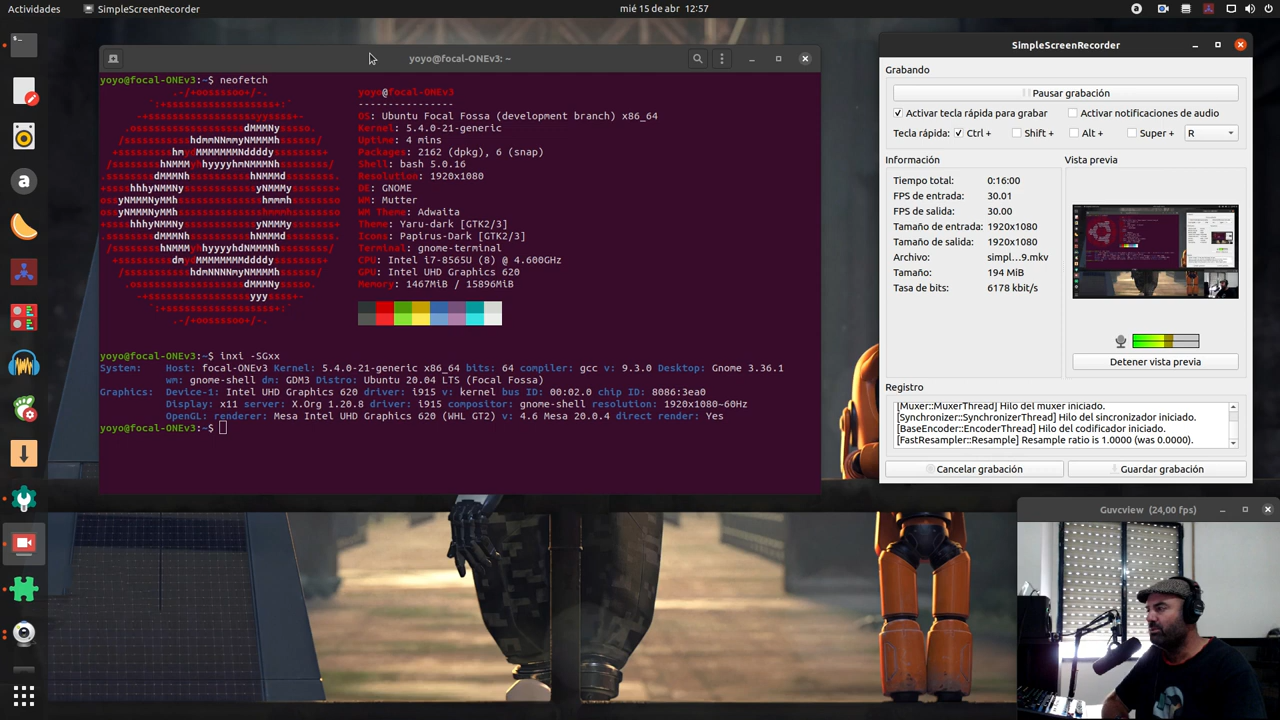 Actividades
SimpleScreenRecorder
mié 15 de abr 12:57
yoyo@focal-ONEv3: ~
yoyo@focal-ONEv3:~$ neofetch
yoyo@focal-ONEv3
----------------
OS: Ubuntu Focal Fossa (development branch) x86_64
Kernel: 5.4.0-21-generic
Uptime: 4 mins
Packages: 2162 (dpkg), 6 (snap)
Shell: bash 5.0.16
Resolution: 1920x1080
DE: GNOME
WM: Mutter
WM Theme: Adwaita
Theme: Yaru-dark [GTK2/3]
Icons: Papirus-Dark [GTK2/3]
Terminal: gnome-terminal
CPU: Intel i7-8565U (8) @ 4.600GHz
GPU: Intel UHD Graphics 620
Memory: 1467MiB / 15896MiB
yoyo@focal-ONEv3:~$ inxi -SGxx
System: Host: focal-ONEv3 Kernel: 5.4.0-21-generic x86_64 bits: 64 compiler: gcc v: 9.3.0 Desktop: Gnome 3.36.1
wm: gnome-shell dm: GDM3 Distro: Ubuntu 20.04 LTS (Focal Fossa)
Graphics: Device-1: Intel UHD Graphics 620 driver: i915 v: kernel bus ID: 00:02.0 chip ID: 8086:3ea0
Display: x11 server: X.Org 1.20.8 driver: i915 compositor: gnome-shell resolution: 1920x1080~60Hz
OpenGL: renderer: Mesa Intel UHD Graphics 620 (WHL GT2) v: 4.6 Mesa 20.0.4 direct render: Yes
yoyo@focal-ONEv3:~$
SimpleScreenRecorder
Grabando
Pausar grabación
Activar tecla rápida para grabar
Activar notificaciones de audio
Tecla rápida: Ctrl + Shift + Alt + Super + R
Información
Tiempo total: 0:16:00
FPS de entrada: 30.01
FPS de salida: 30.00
Tamaño de entrada: 1920x1080
Tamaño de salida: 1920x1080
Archivo: simpl...9.mkv
Tamaño: 194 MiB
Tasa de bits: 6178 kbit/s
Vista previa
Detener vista previa
Registro
[Muxer::MuxerThread] Hilo del muxer iniciado.
[Synchronizer::SynchronizerThread] Hilo del sincronizador iniciado.
[BaseEncoder::EncoderThread] Hilo del codificador iniciado.
[FastResampler::Resample] Resample ratio is 1.0000 (was 0.0000).
Cancelar grabación
Guardar grabación
Guvcview (24,00 fps)